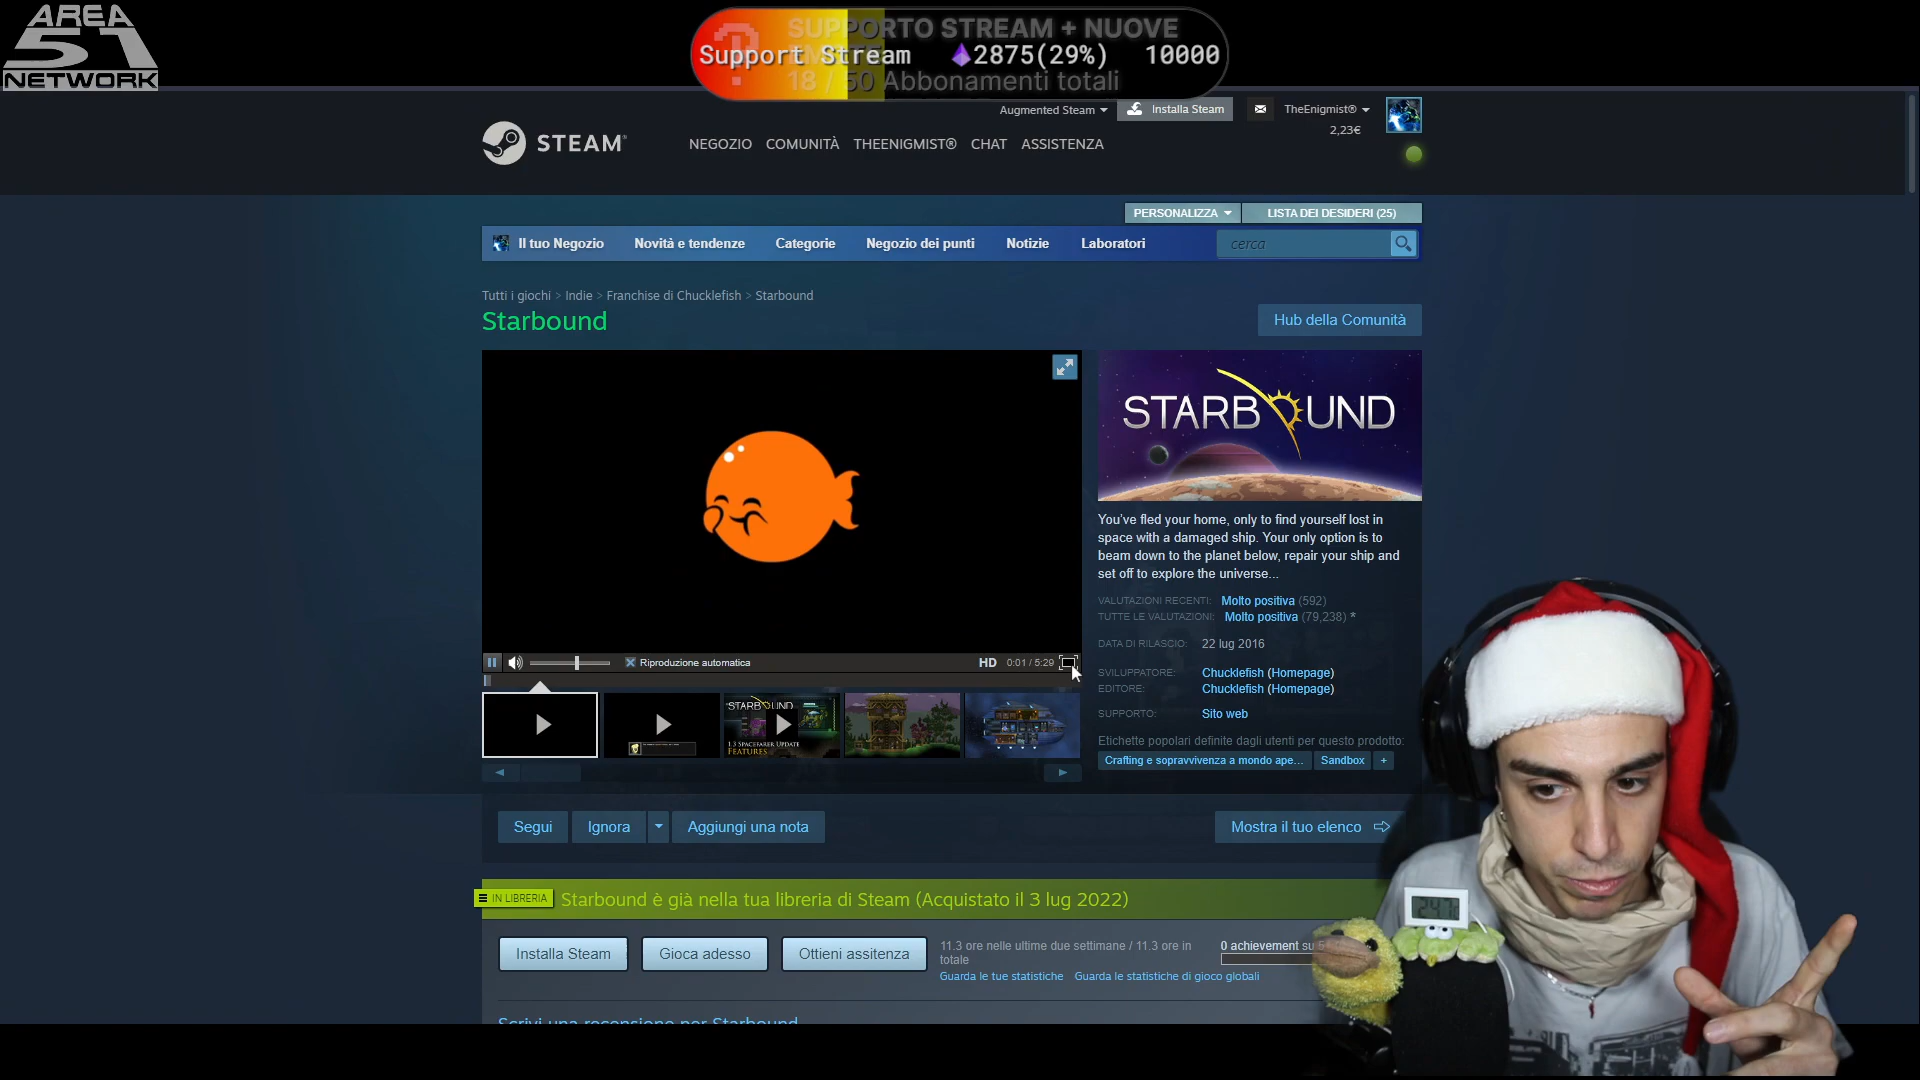 AREA
51
NETWORK
SUPPORTO STREAM + NUOVE
Support Stream 2875(29%) 10000
18 / 50 Abbonamenti totali
Augmented Steam
Installa Steam
TheEnigmist®
2,23€
STEAM
NEGOZIO COMUNITÀ THEENIGMIST® CHAT ASSISTENZA
PERSONALIZZA
LISTA DEI DESIDERI (25)
Il tuo Negozio Novità e tendenze Categorie Negozio dei punti Notizie Laboratori
cerca
Tutti i giochi > Indie > Franchise di Chucklefish > Starbound
Starbound
Hub della Comunità
STARBOUND
You've fled your home, only to find yourself lost in
space with a damaged ship. Your only option is to
beam down to the planet below, repair your ship and
set off to explore the universe...
VALUTAZIONI RECENTI: Molto positiva (592)
TUTTE LE VALUTAZIONI: Molto positiva (79,238) *
DATA DI RILASCIO: 22 lug 2016
SVILUPPATORE: Chucklefish (Homepage)
EDITORE: Chucklefish (Homepage)
SUPPORTO: Sito web
Etichette popolari definite dagli utenti per questo prodotto:
Crafting e sopravvivenza a mondo ape... Sandbox +
Riproduzione automatica
HD 0:01 / 5:29
STARBOUND
1.3 SPACEFARER UPDATE
FEATURES
Segui Ignora Aggiungi una nota
Mostra il tuo elenco
IN LIBRERIA
Starbound è già nella tua libreria di Steam (Acquistato il 3 lug 2022)
Installa Steam Gioca adesso Ottieni assitenza
11.3 ore nelle ultime due settimane / 11.3 ore in
totale
0 achievement su
Guarda le tue statistiche Guarda le statistiche di gioco globali
Scrivi una recensione per Starbound